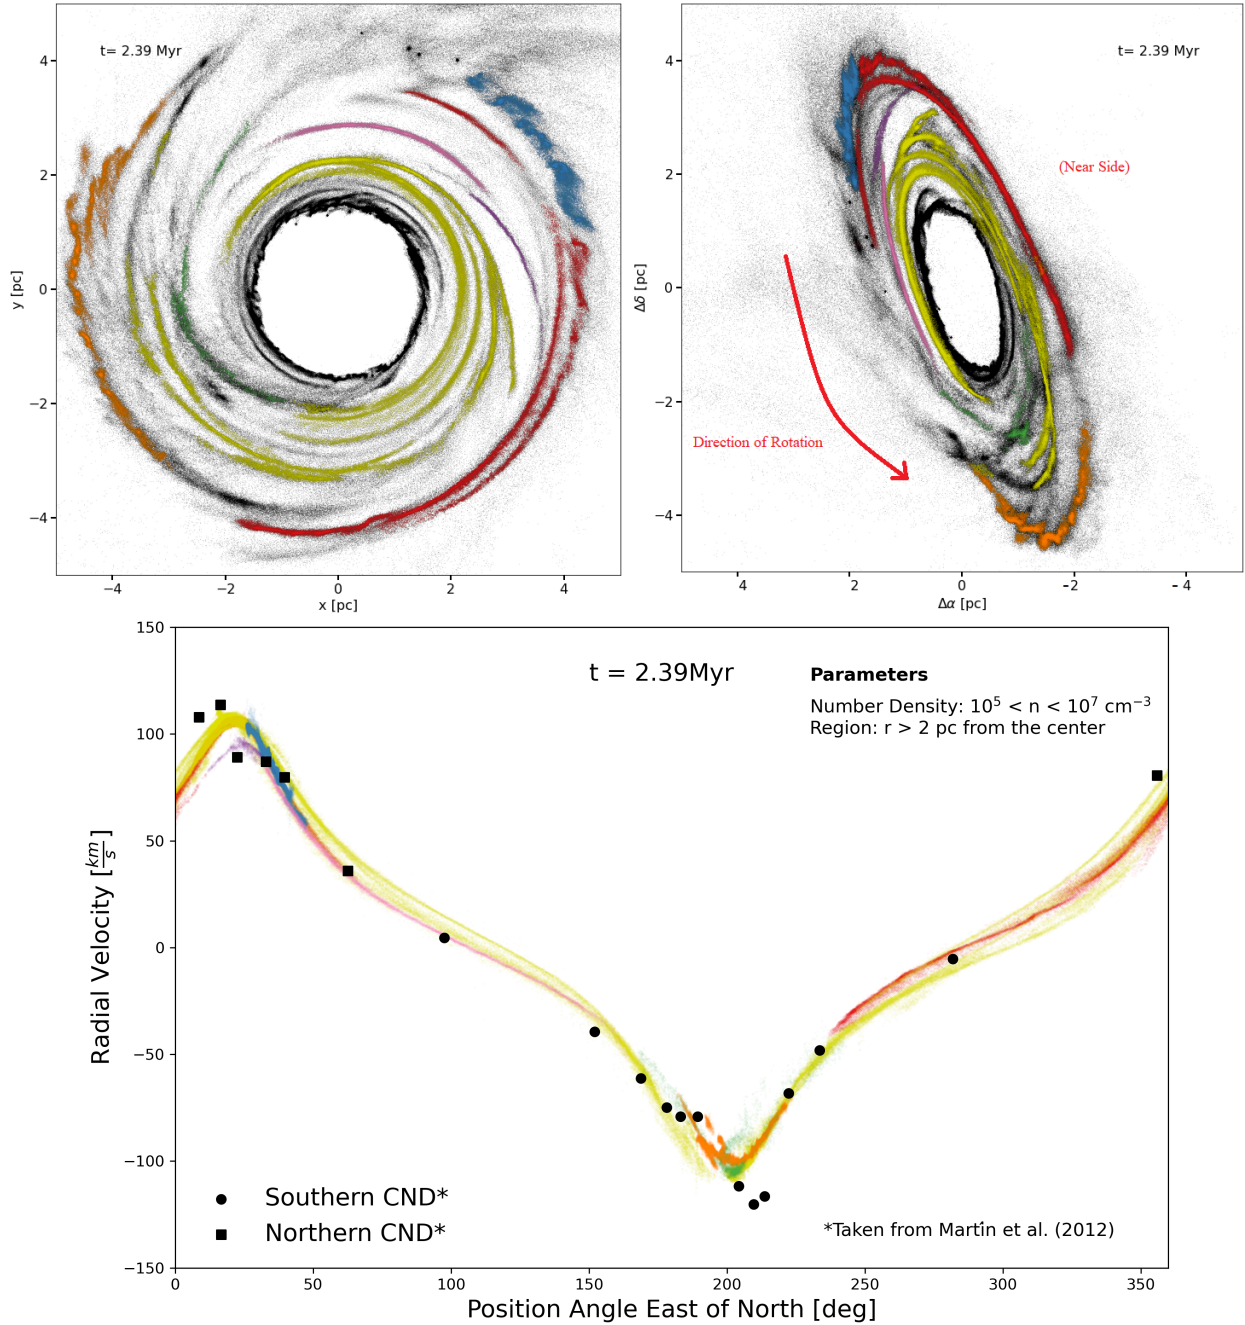 t= 2.39 Myr
4
2
0
−2
−4
y [pc]
−4
−2
0
2
4
x [pc]
t= 2.39 Myr
(Near Side)
Direction of Rotation
4
2
0
−2
−4
Δδ [pc]
4
2
0
-2
- 4
Δα [pc]
150
100
50
0
−50
−100
−150
Radial Velocity [km/s]
t = 2.39Myr
Parameters
Number Density: 10⁵ < n < 10⁷ cm⁻³
Region: r > 2 pc from the center
Southern CND*
Northern CND*
*Taken from Martín et al. (2012)
0
50
100
150
200
250
300
350
Position Angle East of North [deg]